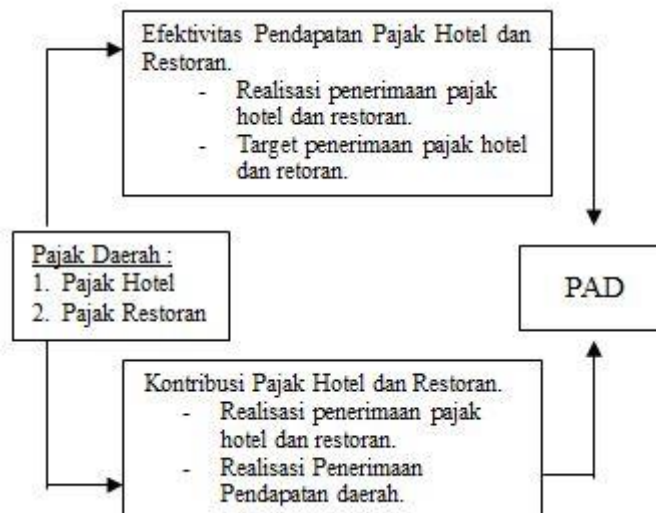 Efektivitas Pendapatan Pajak Hotel dan
Restoran.
- Realisasi penerimaan pajak
hotel dan restoran.
- Target penerimaan pajak hotel
dan retoran.
Pajak Daerah :
1. Pajak Hotel
2. Pajak Restoran
PAD
Kontribusi Pajak Hotel dan Restoran.
- Realisasi penerimaan pajak
hotel dan restoran.
- Realisasi Penerimaan
Pendapatan daerah.